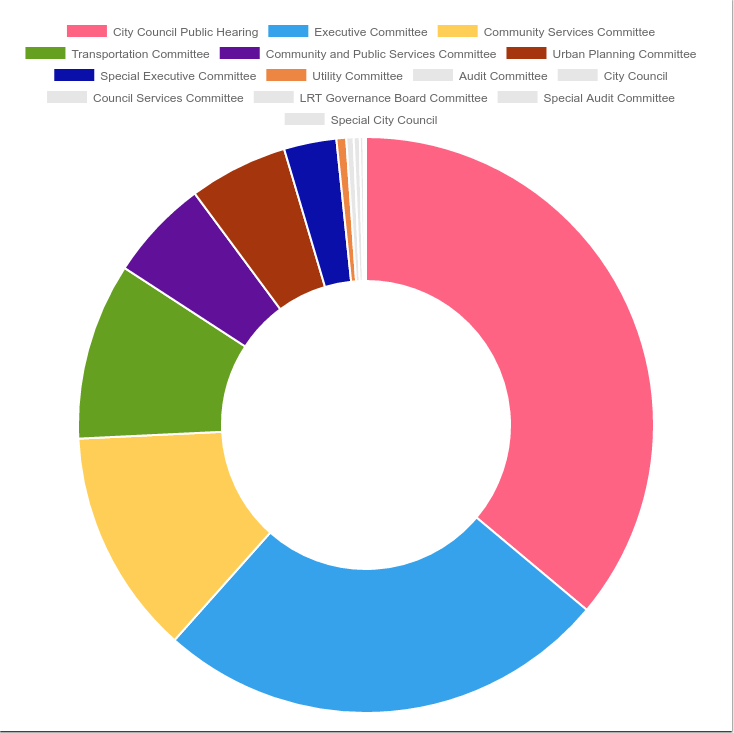 City Council Public Hearing Executive Committee Community Services Committee
Transportation Committee Community and Public Services Committee Urban Planning Committee
Special Executive Committee Utility Committee Audit Committee City Council
Council Services Committee LRT Governance Board Committee Special Audit Committee
Special City Council